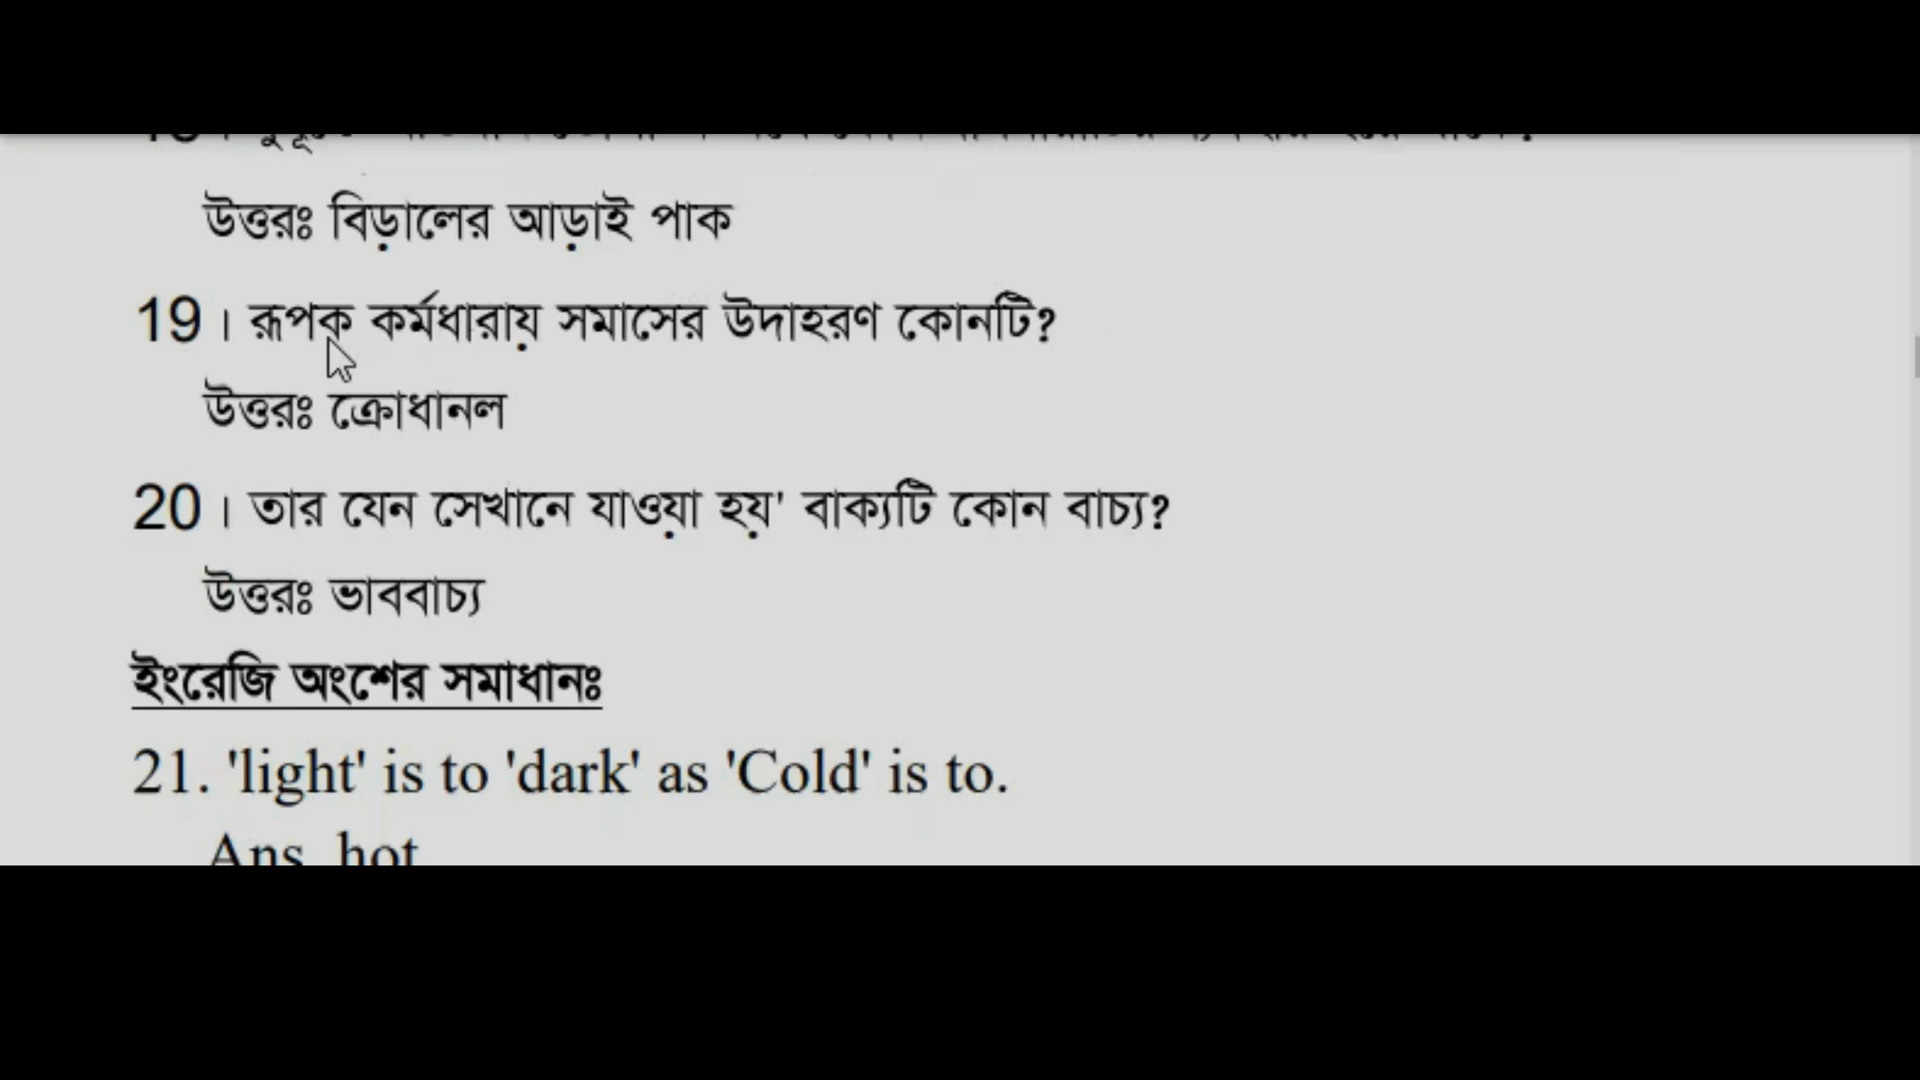 উত্তরঃ বিড়ালের আড়াই পাক
19। রূপক কর্মধারায় সমাসের উদাহরণ কোনটি?
উত্তরঃ ক্রোধানল
20। তার যেন সেখানে যাওয়া হয়' বাক্যটি কোন বাচ্য?
উত্তরঃ ভাববাচ্য
ইংরেজি অংশের সমাধানঃ
21. 'light' is to 'dark' as 'Cold' is to.
Ans. hot